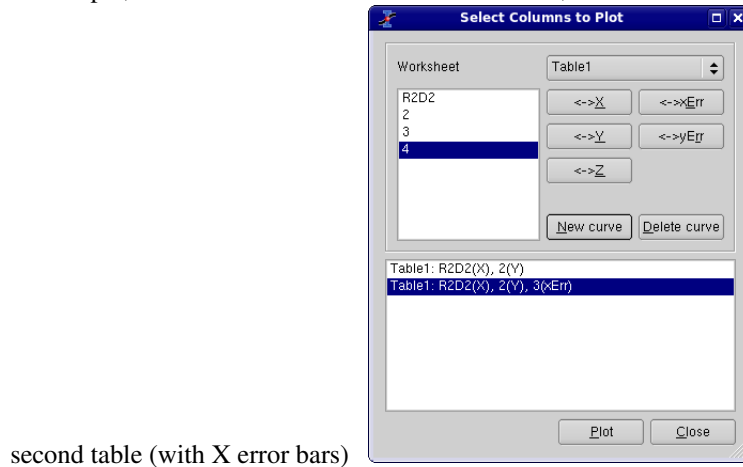 Select Columns to Plot
Worksheet
Table1
R2D2
2
3
4
<->X
<->xErr
<->Y
<->yErr
<->Z
New curve
Delete curve
Table1: R2D2(X), 2(Y)
Table1: R2D2(X), 2(Y), 3(xErr)
Plot
Close
second table (with X error bars)